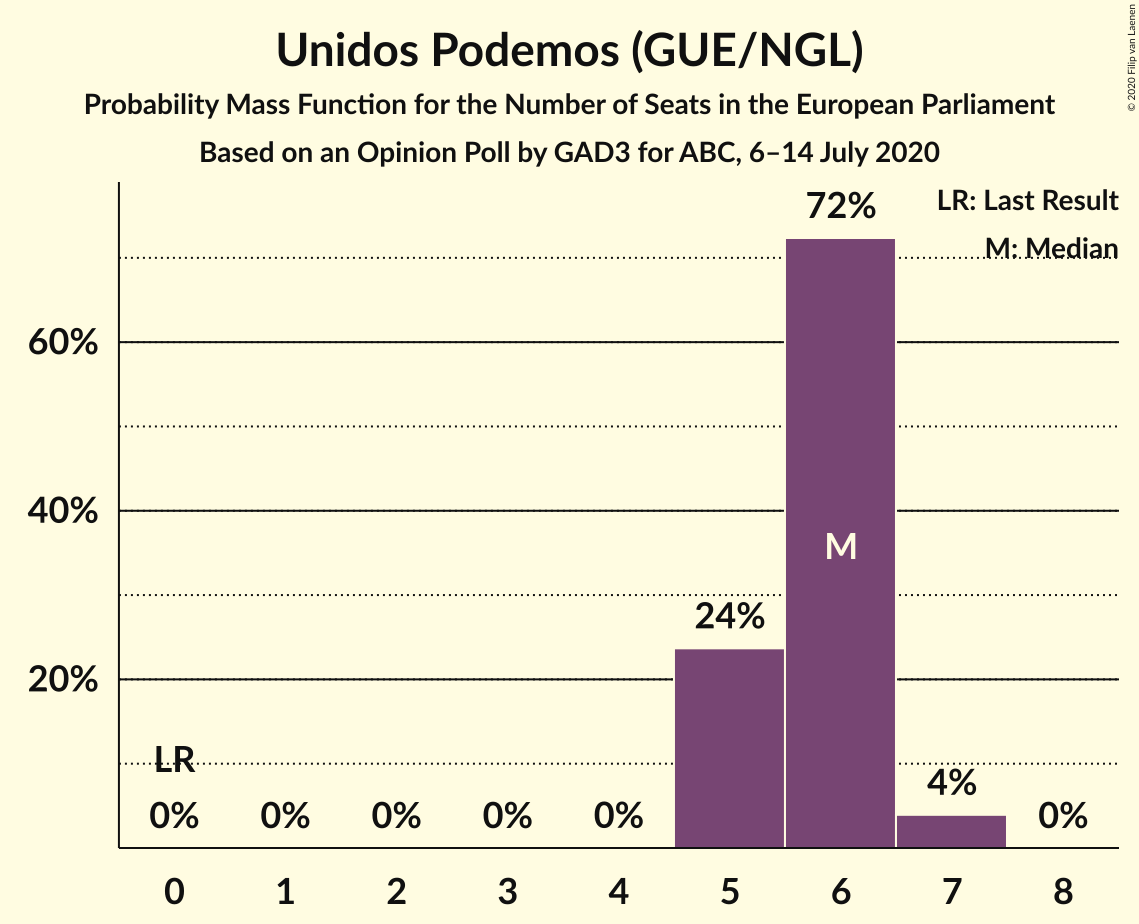 Unidos Podemos (GUE/NGL)
Probability Mass Function for the Number of Seats in the European Parliament
Based on an Opinion Poll by GAD3 for ABC, 6–14 July 2020
© 2020 Filip van Laenen
LR: Last Result
M: Median
72%
60%
40%
M
24%
20%
LR
4%
0% 0% 0% 0% 0% 0%
0 1 2 3 4 5 6 7 8